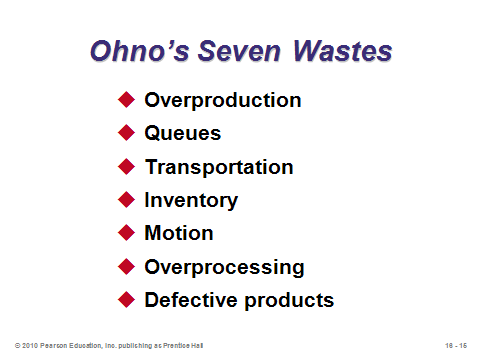 Ohno's Seven Wastes
Overproduction
Queues
Transportation
Inventory
Motion
Overprocessing
Defective products
© 2010 Pearson Education, Inc. publishing as Prentice Hall
16 - 15